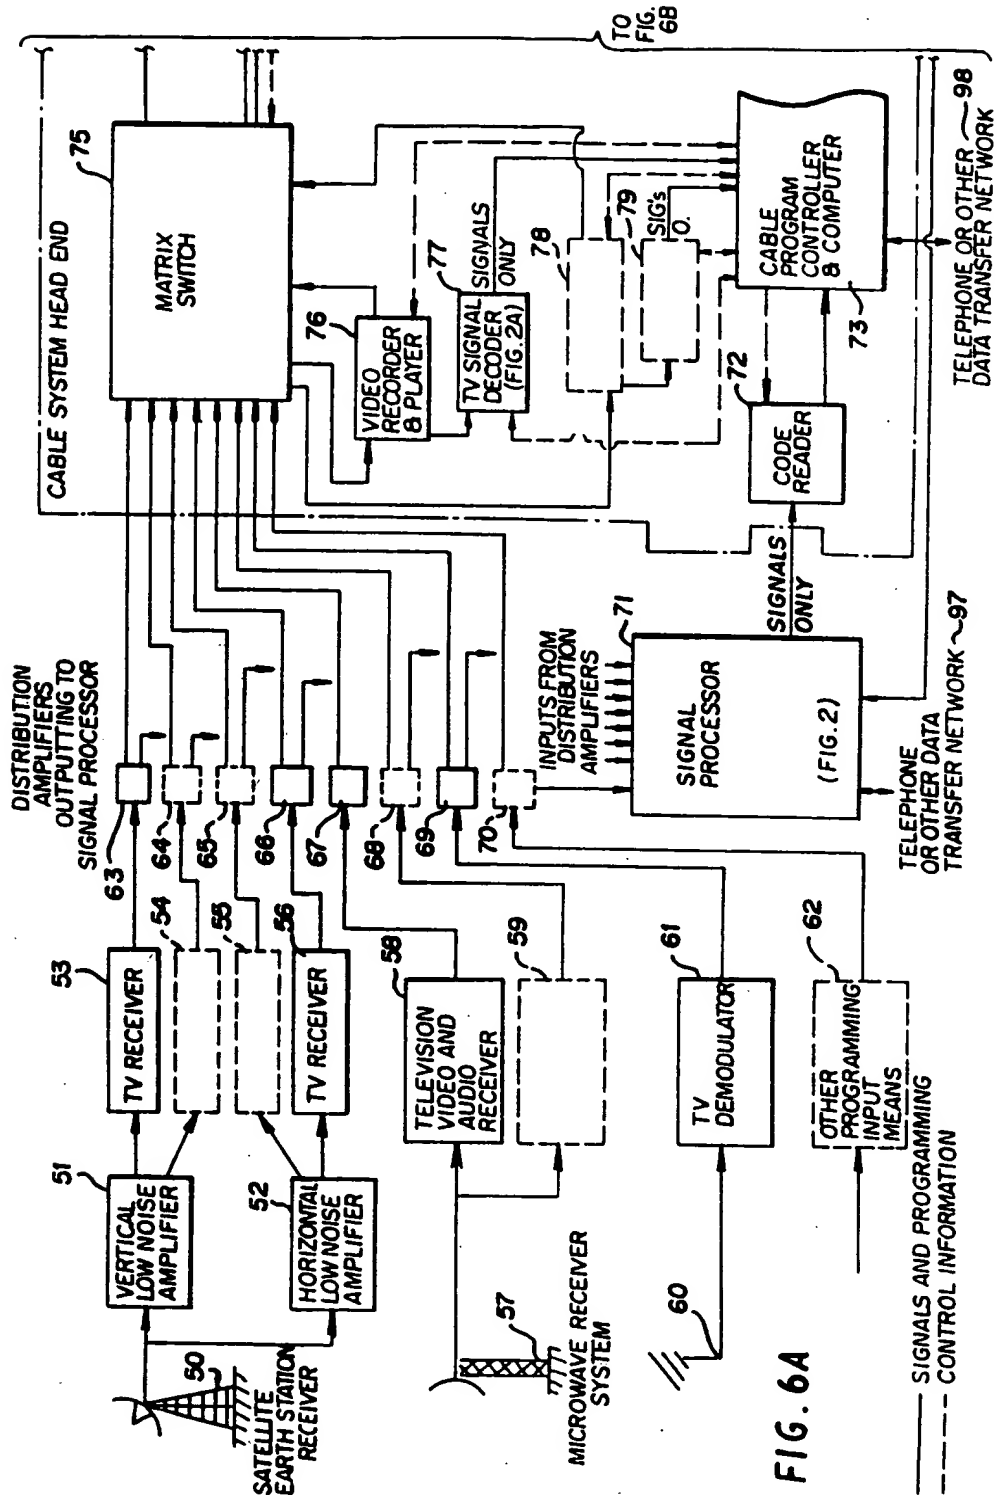 CABLE SYSTEM HEAD END
TO
FIG.
6B
75
MATRIX
SWITCH
76
VIDEO
RECORDER
& PLAYER
77
TV SIGNAL
DECODER
(FIG. 2A)
SIGNALS
ONLY
78
79
SIG's
O.
CABLE
PROGRAM
CONTROLLER
& COMPUTER
73
72
CODE
READER
TELEPHONE OR OTHER 98
DATA TRANSFER NETWORK
DISTRIBUTION
AMPLIFIERS
OUTPUTTING TO
SIGNAL PROCESSOR
63
64
65
66
67
68
69
70
INPUTS FROM
DISTRIBUTION
AMPLIFIERS
71
SIGNAL
PROCESSOR
(FIG. 2)
SIGNALS
ONLY
TELEPHONE
OR OTHER DATA
TRANSFER NETWORK 97
53
TV RECEIVER
54
55
56
TV RECEIVER
58
TELEVISION
VIDEO AND
AUDIO
RECEIVER
59
61
TV
DEMODULATOR
62
OTHER
PROGRAMMING
INPUT
MEANS
51
VERTICAL
LOW NOISE
AMPLIFIER
52
HORIZONTAL
LOW NOISE
AMPLIFIER
50
SATELLITE
EARTH STATION
RECEIVER
57
MICROWAVE RECEIVER
SYSTEM
60
FIG. 6A
SIGNALS AND PROGRAMMING
CONTROL INFORMATION